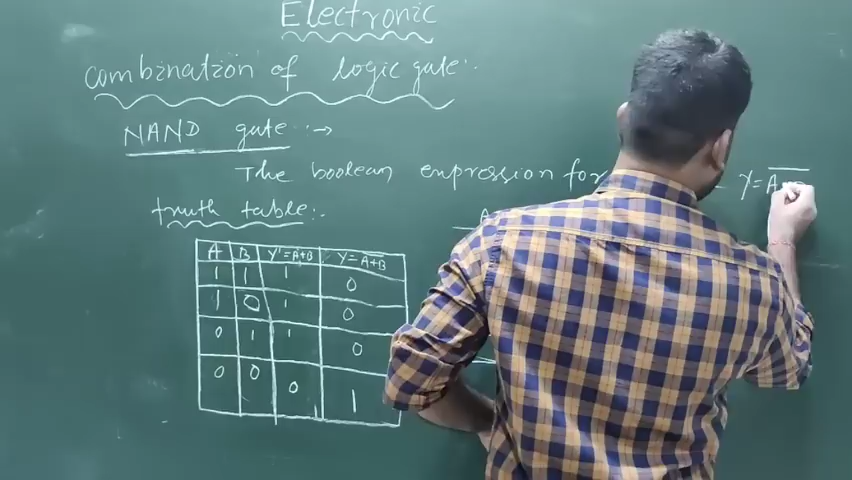 Electronic
combination of logic gate:-
NAND gate :→
The boolean expression for Y = A
truth table:-
A
A B Y'=A+B Y=\overline{A+B}
1 1 1 0
1 0 1 0
0 1 1 0
0 0 0 1